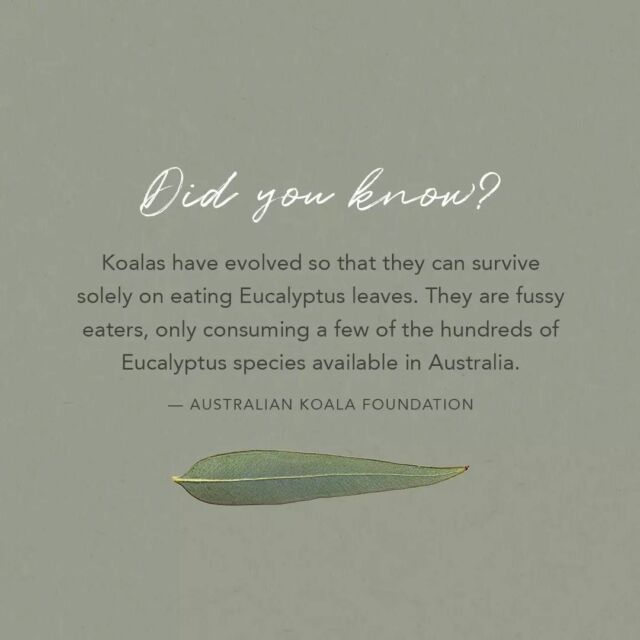 Did you know?
Koalas have evolved so that they can survive
solely on eating Eucalyptus leaves. They are fussy
eaters, only consuming a few of the hundreds of
Eucalyptus species available in Australia.
— AUSTRALIAN KOALA FOUNDATION